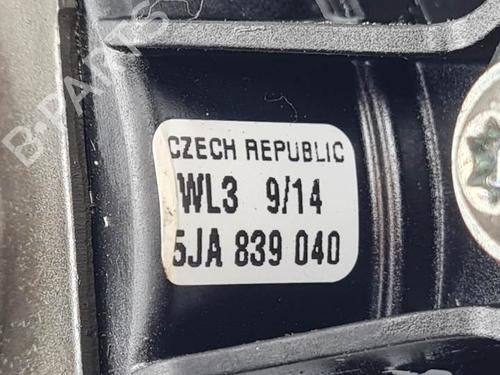 B-PARTS
CZECH REPUBLIC
WL3 9/14
5JA 839 040